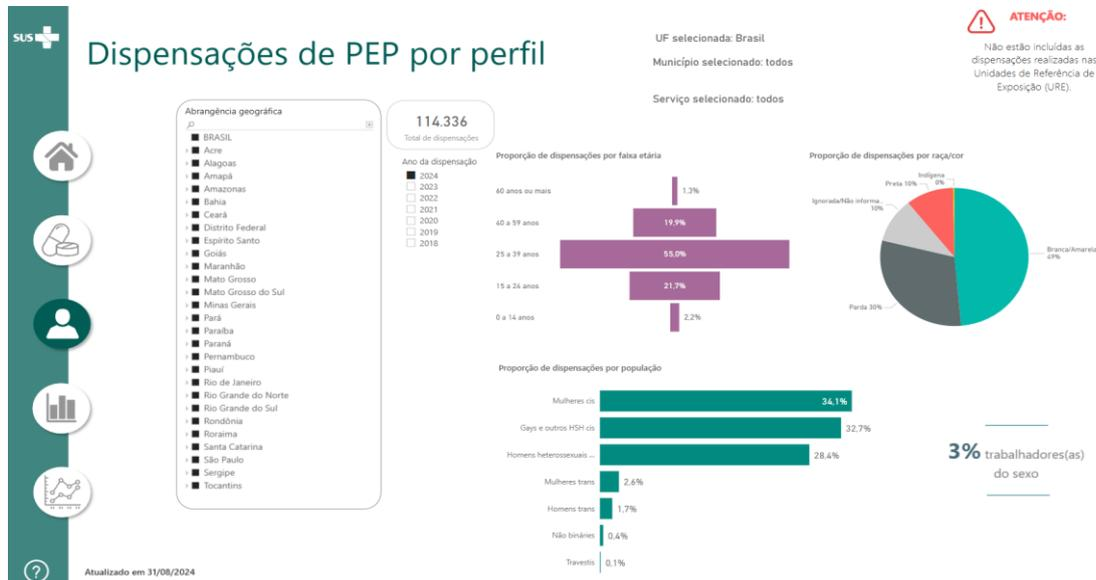 SUS
Dispensações de PEP por perfil
UF selecionada: Brasil
Município selecionado: todos
Serviço selecionado: todos
ATENÇÃO:
Não estão incluídas as
dispensações realizadas nas
Unidades de Referência de
Exposição (URE).
Abrangência geográfica
BRASIL
Acre
Alagoas
Amapá
Amazonas
Bahia
Ceará
Distrito Federal
Espírito Santo
Goiás
Maranhão
Mato Grosso
Mato Grosso do Sul
Minas Gerais
Pará
Paraíba
Paraná
Pernambuco
Piauí
Rio de Janeiro
Rio Grande do Norte
Rio Grande do Sul
Rondônia
Roraima
Santa Catarina
São Paulo
Sergipe
Tocantins
114.336
Total de dispensações
Ano da dispensação
2024
2023
2022
2021
2020
2019
2018
Proporção de dispensações por faixa etária
60 anos ou mais 1,3%
40 a 59 anos 19,9%
25 a 39 anos 55,0%
15 a 24 anos 21,7%
0 a 14 anos 2,2%
Proporção de dispensações por raça/cor
Indígena
0%
Preta 10%
Ignorada/Não informa...
10%
Branca/Amarela
49%
Parda 30%
Proporção de dispensações por população
Mulheres cis 34,1%
Gays e outros HSH cis 32,7%
Homens heterossexuais ... 28,4%
Mulheres trans 2,6%
Homens trans 1,7%
Não bináries 0,4%
Travestis 0,1%
3% trabalhadores(as)
do sexo
?
Atualizado em 31/08/2024